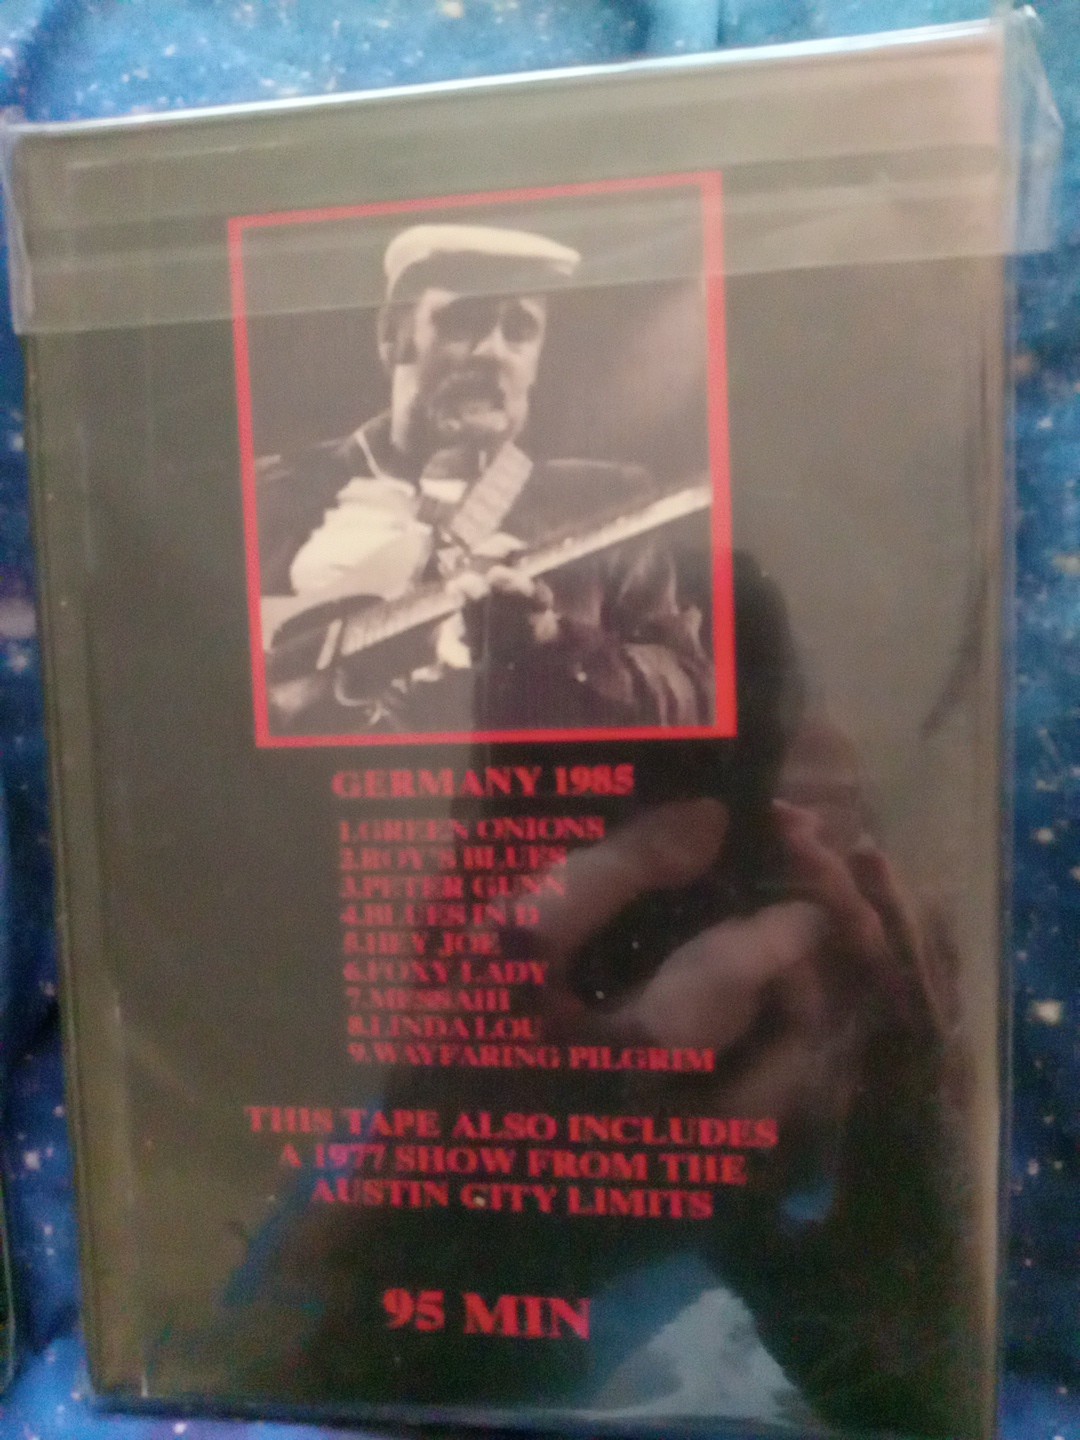 GERMANY 1985
1.GREEN ONIONS
2.ROY'S BLUES
3.PETER GUNN
4.BLUES IN D
5.HEY JOE
6.FOXY LADY
7.MESSAIH
8.LINDA LOU
9.WAYFARING PILGRIM
THIS TAPE ALSO INCLUDES
A 1977 SHOW FROM THE
AUSTIN CITY LIMITS
95 MIN